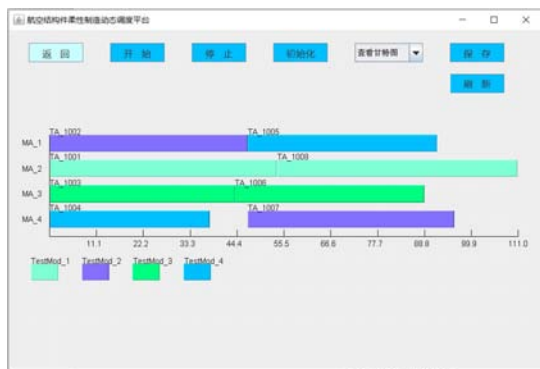 航空结构件柔性制造动态调度平台
返 回
开 始
停 止
初始化
查看甘特图
保 存
刷 新
TA_1002
TA_1005
MA_1
TA_1001
TA_1008
MA_2
TA_1003
TA_1006
MA_3
TA_1004
TA_1007
MA_4
11.1 22.2 33.3 44.4 55.5 66.6 77.7 88.8 99.9 111.0
TestMod_1 TestMod_2 TestMod_3 TestMod_4